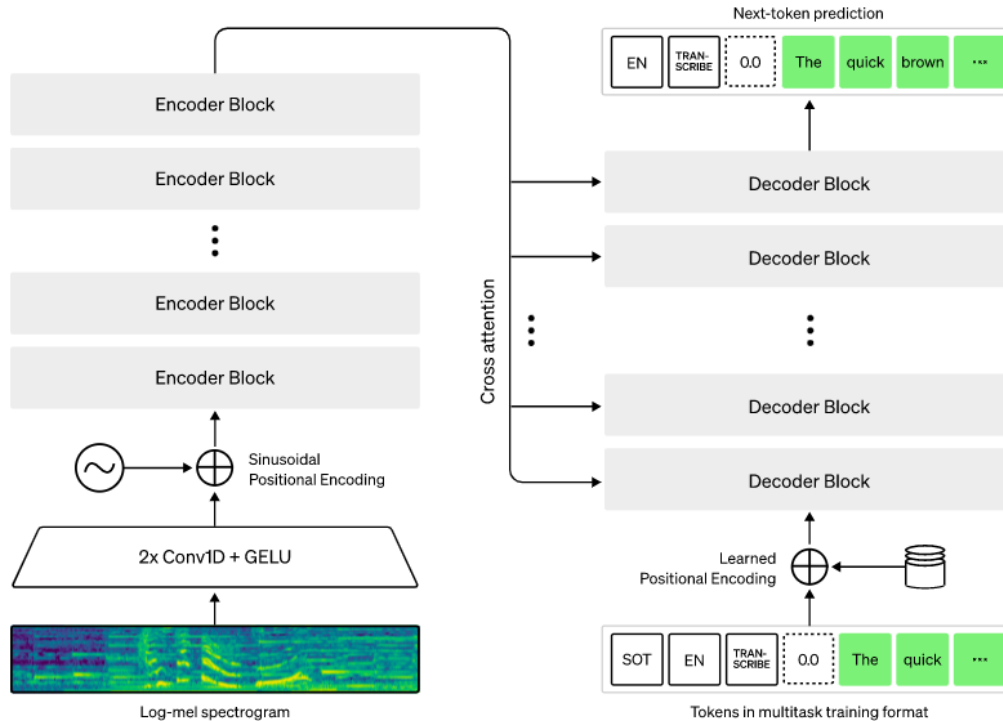 Next-token prediction
EN TRAN-SCRIBE 0.0 The quick brown ...
Encoder Block
Encoder Block
Encoder Block
Encoder Block
Sinusoidal
Positional Encoding
2x Conv1D + GELU
Log-mel spectrogram
Cross attention
Decoder Block
Decoder Block
Decoder Block
Decoder Block
Learned
Positional Encoding
SOT EN TRAN-SCRIBE 0.0 The quick ...
Tokens in multitask training format